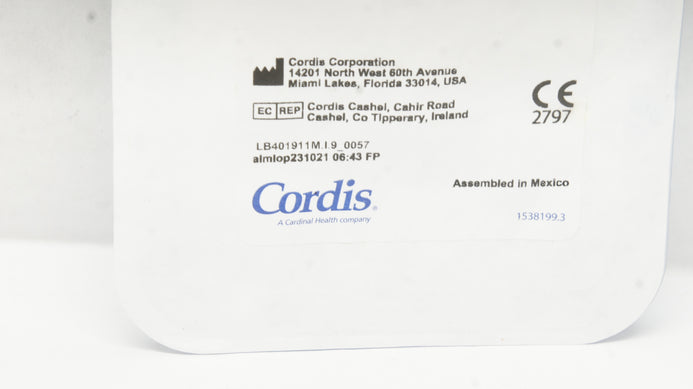 Cordis Corporation
14201 North West 60th Avenue
Miami Lakes, Florida 33014, USA
EC REP Cordis Cashel, Cahir Road
Cashel, Co Tipperary, Ireland
CE
2797
LB401911M.I.9_0057
almlop231021 06:43 FP
Cordis®
A Cardinal Health company
Assembled in Mexico
1538199.3